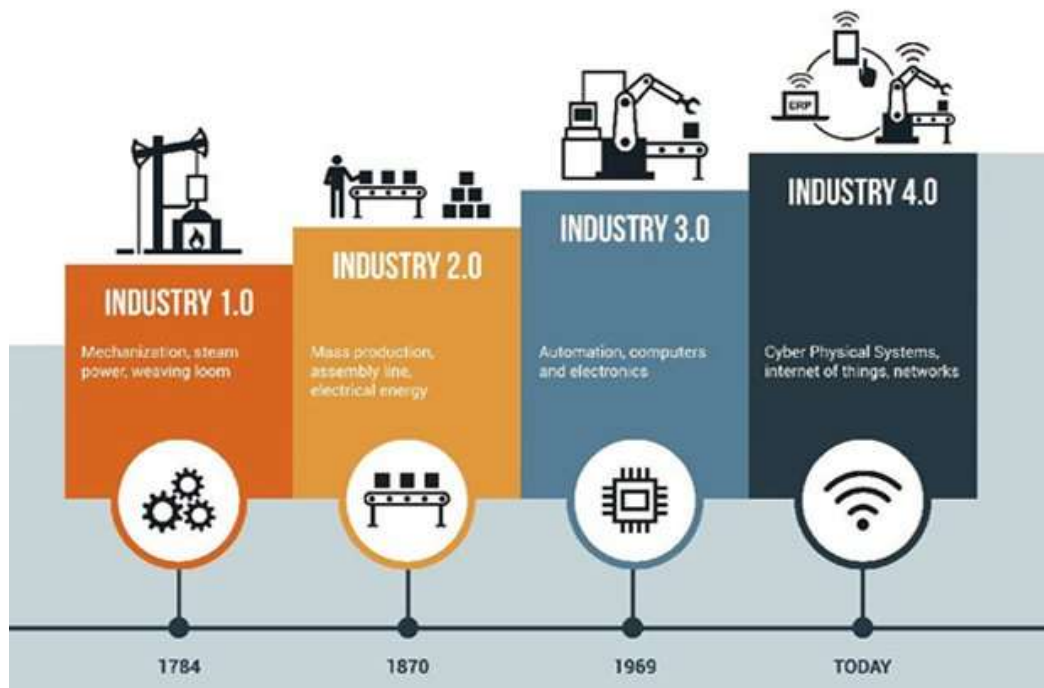 ERP
INDUSTRY 1.0
Mechanization, steam
power, weaving loom
INDUSTRY 2.0
Mass production,
assembly line,
electrical energy
INDUSTRY 3.0
Automation, computers
and electronics
INDUSTRY 4.0
Cyber Physical Systems,
internet of things, networks
1784
1870
1969
TODAY